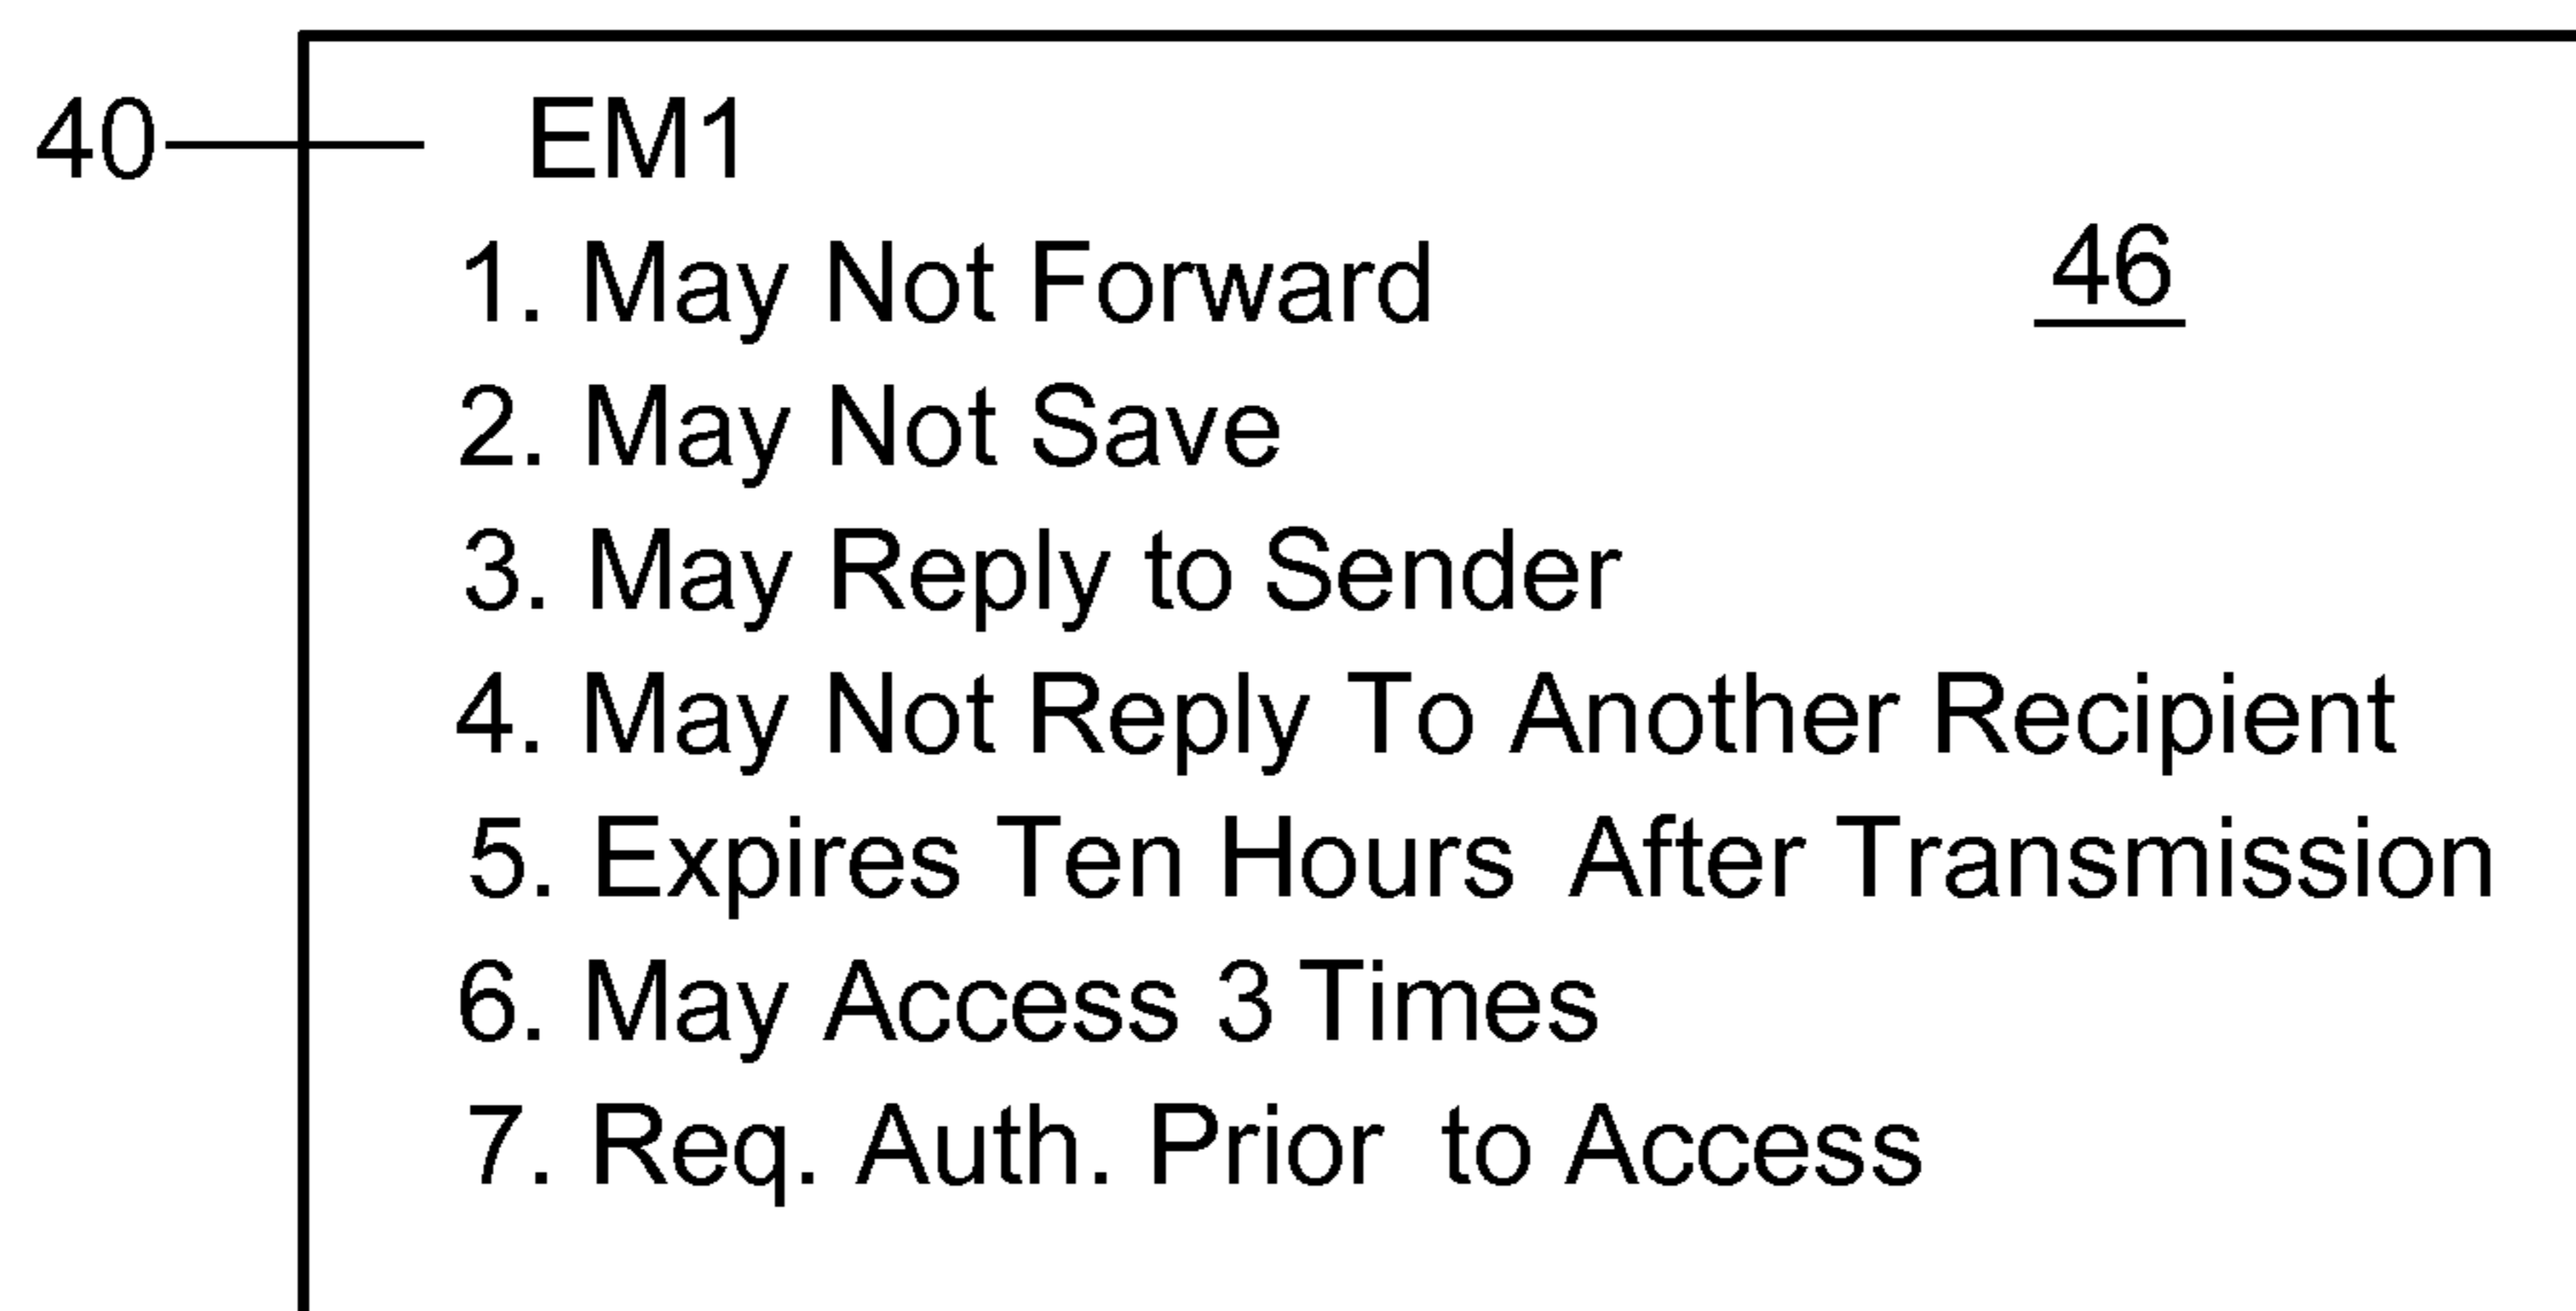 40 EM1
1. May Not Forward
46
2. May Not Save
3. May Reply to Sender
4. May Not Reply To Another Recipient
5. Expires Ten Hours After Transmission
6. May Access 3 Times
7. Req. Auth. Prior to Access